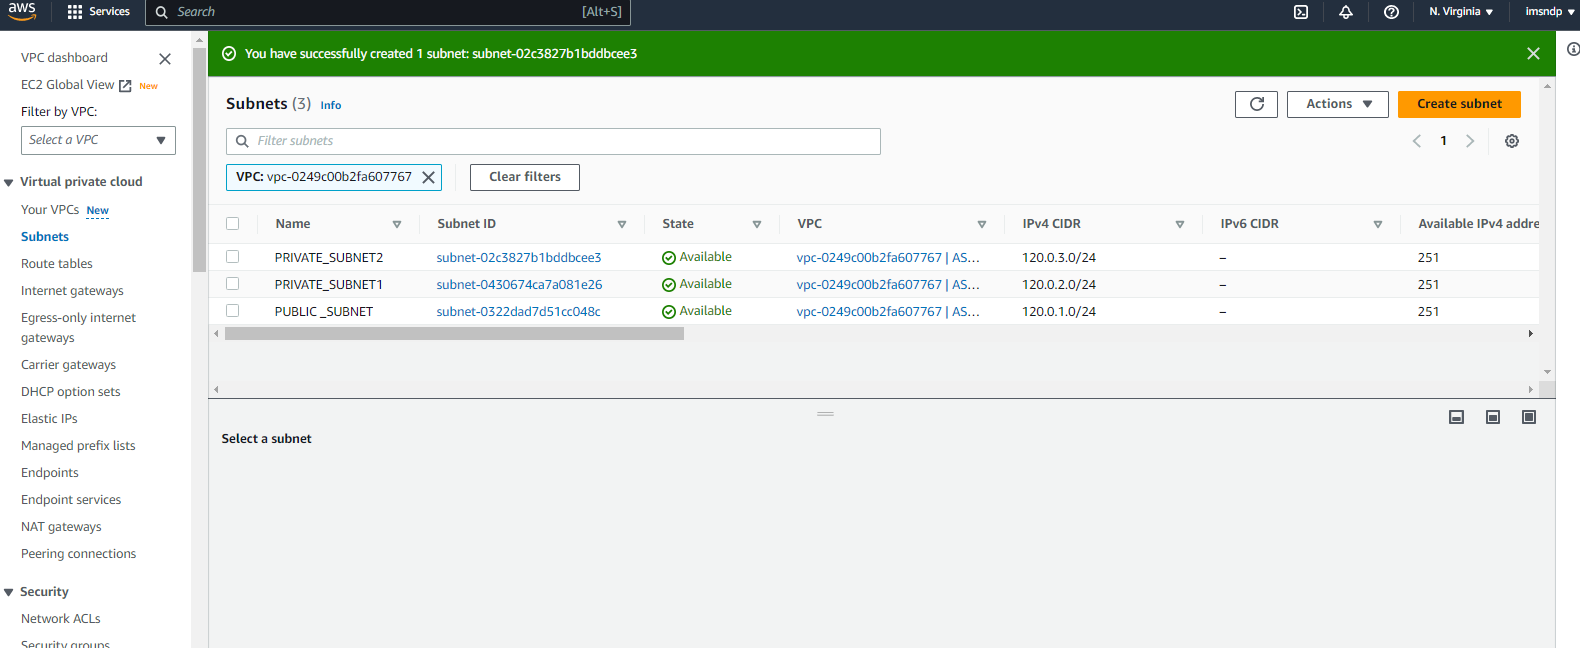 aws
Services
Search
[Alt+S]
N. Virginia
imsndp
VPC dashboard
EC2 Global View New
Filter by VPC:
Select a VPC
Virtual private cloud
Your VPCs New
Subnets
Route tables
Internet gateways
Egress-only internet
gateways
Carrier gateways
DHCP option sets
Elastic IPs
Managed prefix lists
Endpoints
Endpoint services
NAT gateways
Peering connections
Security
Network ACLs
Security groups
You have successfully created 1 subnet: subnet-02c3827b1bddbcee3
Subnets (3) Info
Actions
Create subnet
Filter subnets
1
VPC: vpc-0249c00b2fa607767
Clear filters
Name Subnet ID State VPC IPv4 CIDR IPv6 CIDR Available IPv4 addre
PRIVATE_SUBNET2 subnet-02c3827b1bddbcee3 Available vpc-0249c00b2fa607767 | AS... 120.0.3.0/24 – 251
PRIVATE_SUBNET1 subnet-0430674ca7a081e26 Available vpc-0249c00b2fa607767 | AS... 120.0.2.0/24 – 251
PUBLIC _SUBNET subnet-0322dad7d51cc048c Available vpc-0249c00b2fa607767 | AS... 120.0.1.0/24 – 251
Select a subnet